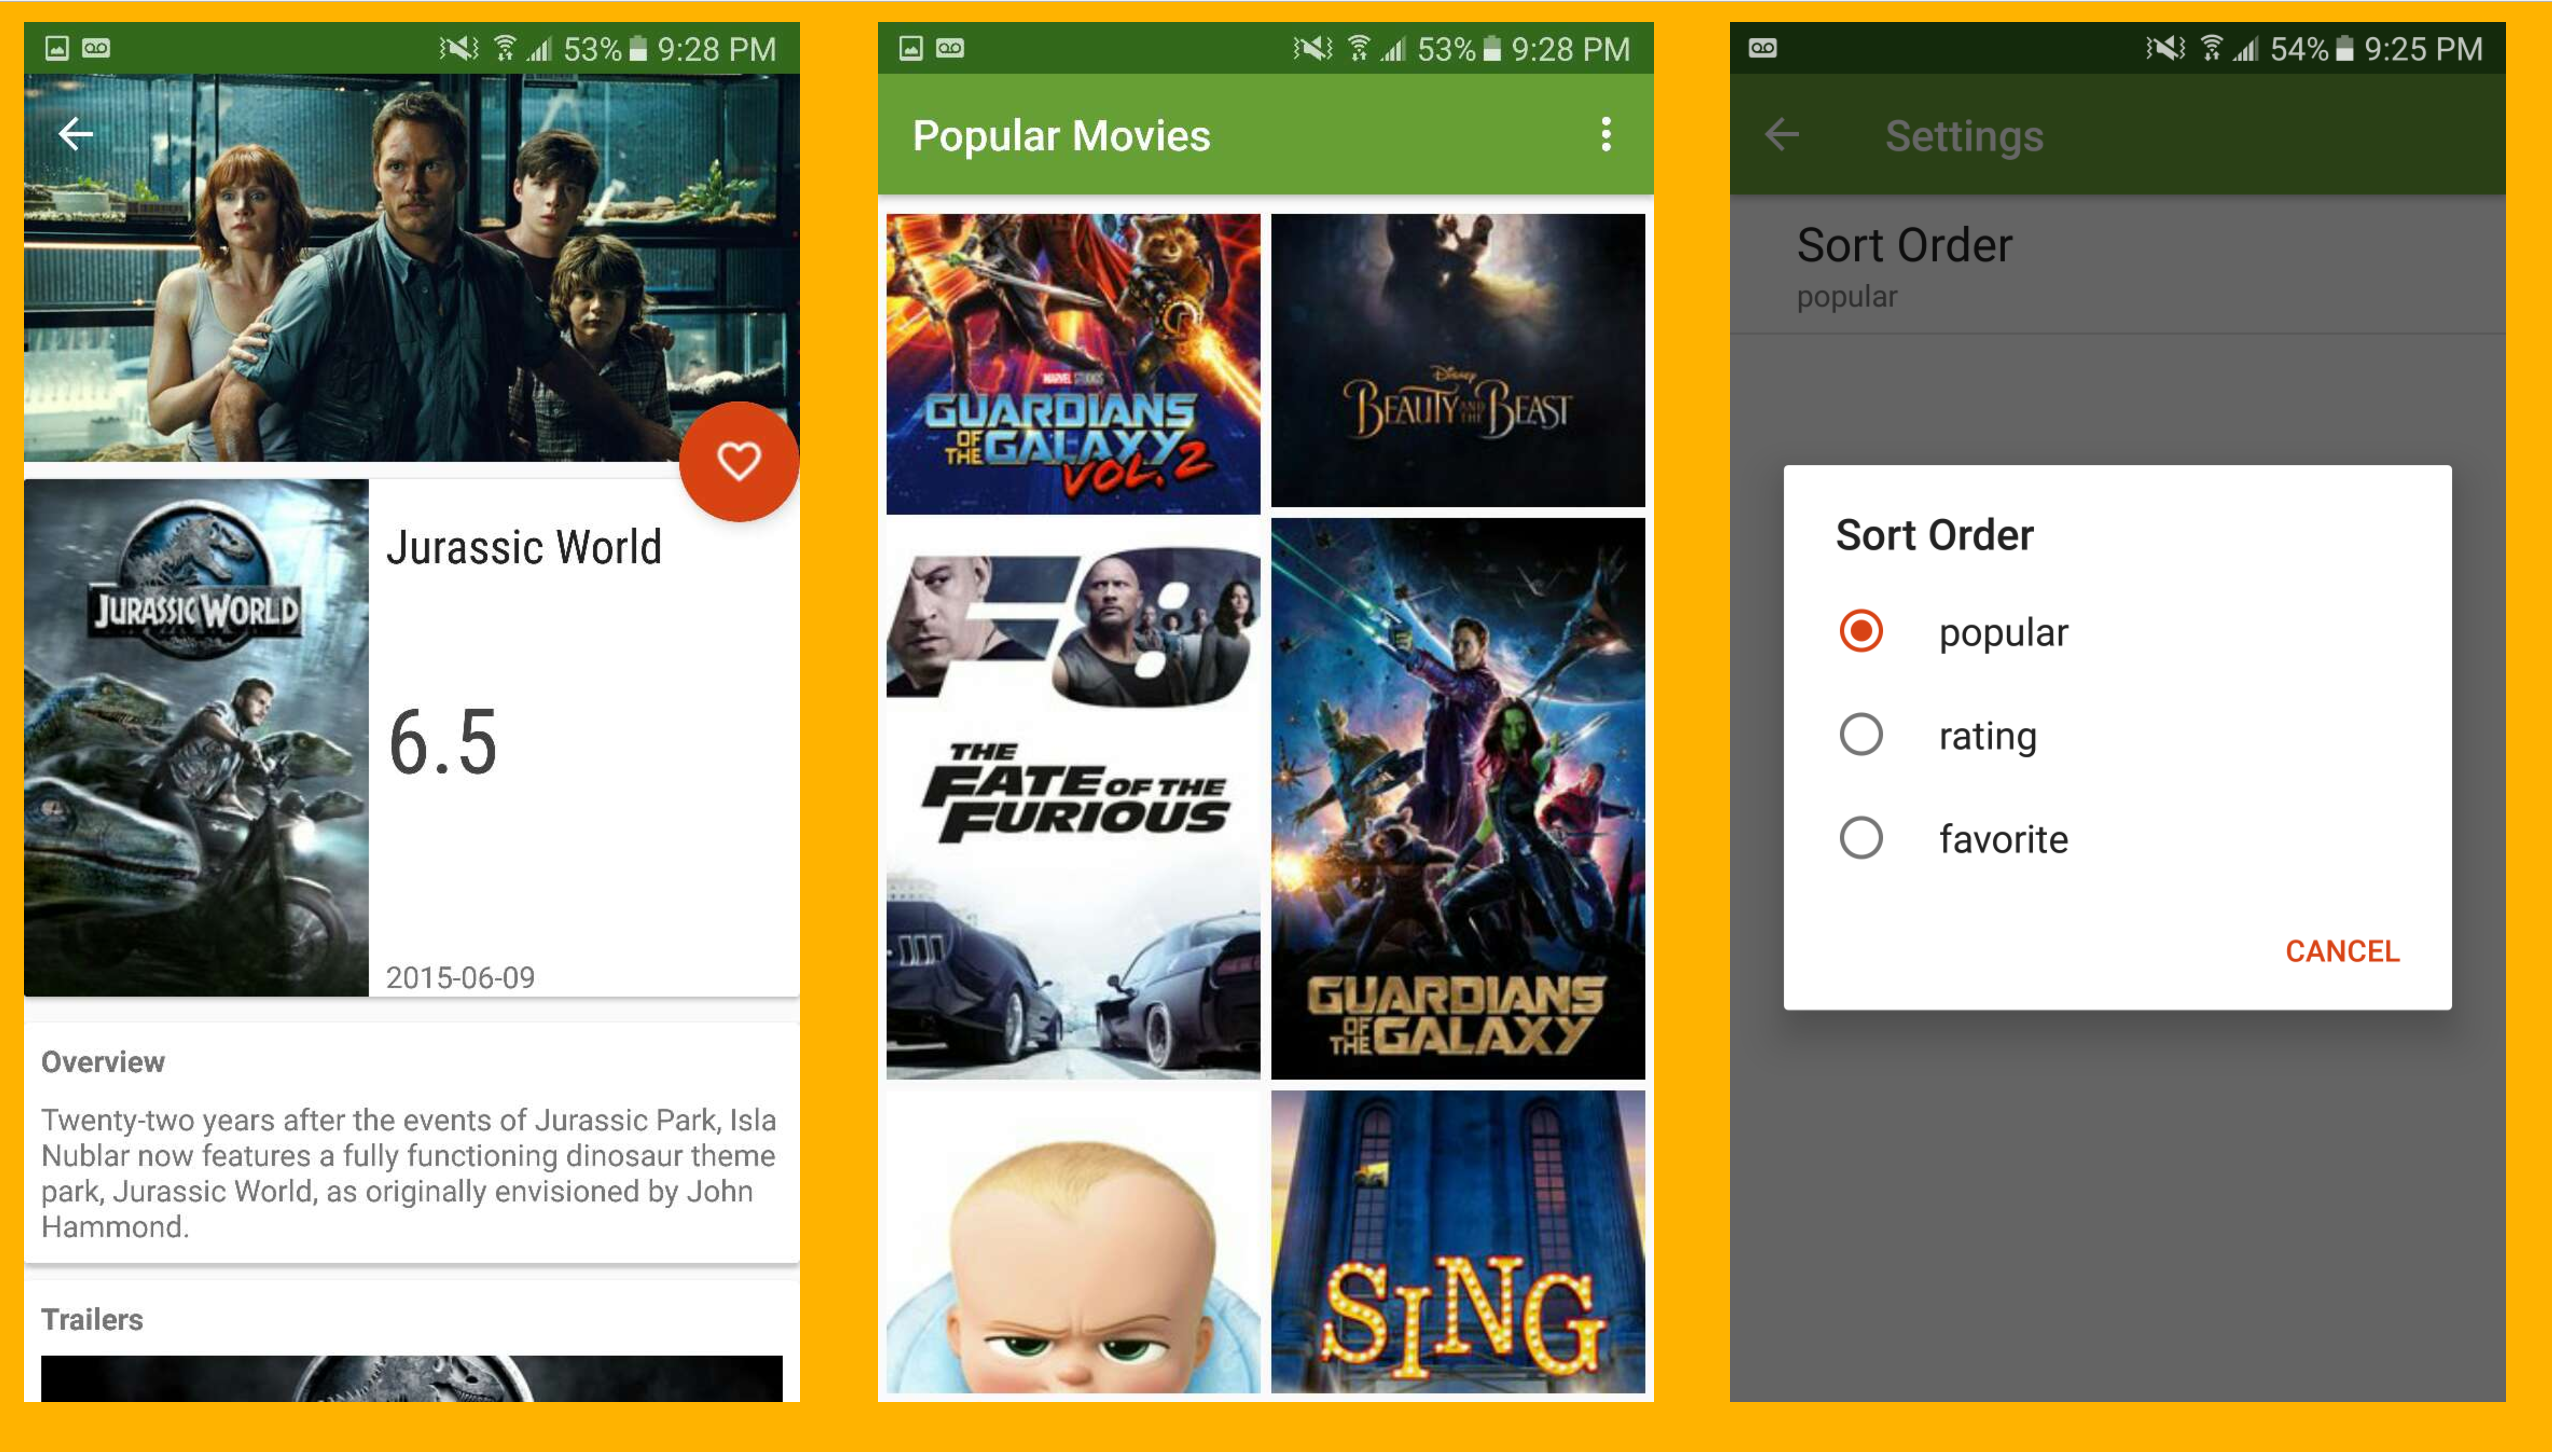 53% 9:28 PM
JURASSIC WORLD
Jurassic World
6.5
2015-06-09
Overview
Twenty-two years after the events of Jurassic Park, Isla
Nublar now features a fully functioning dinosaur theme
park, Jurassic World, as originally envisioned by John
Hammond.
Trailers
53% 9:28 PM
Popular Movies
MARVEL STUDIOS
GUARDIANS
OF THE GALAXY
VOL. 2
Disney
BEAUTY AND THE BEAST
F8
THE
FATE OF THE
FURIOUS
GUARDIANS
OF THE GALAXY
SING
54% 9:25 PM
Settings
Sort Order
popular
Sort Order
popular
rating
favorite
CANCEL